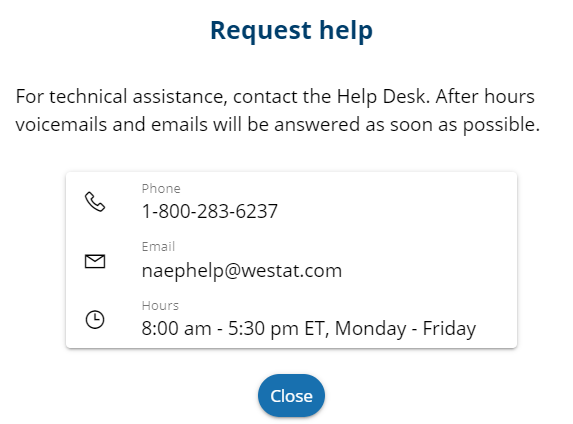 Request help
For technical assistance, contact the Help Desk. After hours
voicemails and emails will be answered as soon as possible.
Phone
1-800-283-6237
Email
naephelp@westat.com
Hours
8:00 am - 5:30 pm ET, Monday - Friday
Close